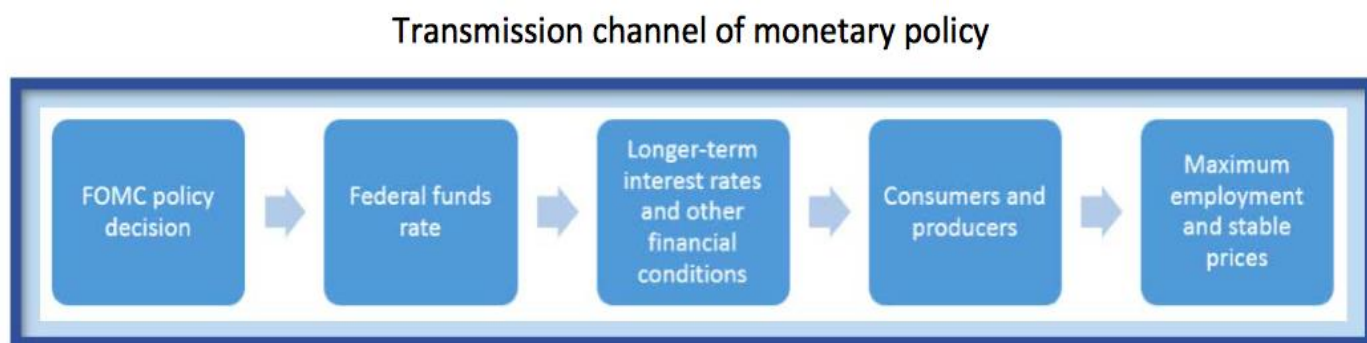 Transmission channel of monetary policy
FOMC policy
decision
Federal funds
rate
Longer-term
interest rates
and other
financial
conditions
Consumers and
producers
Maximum
employment
and stable
prices